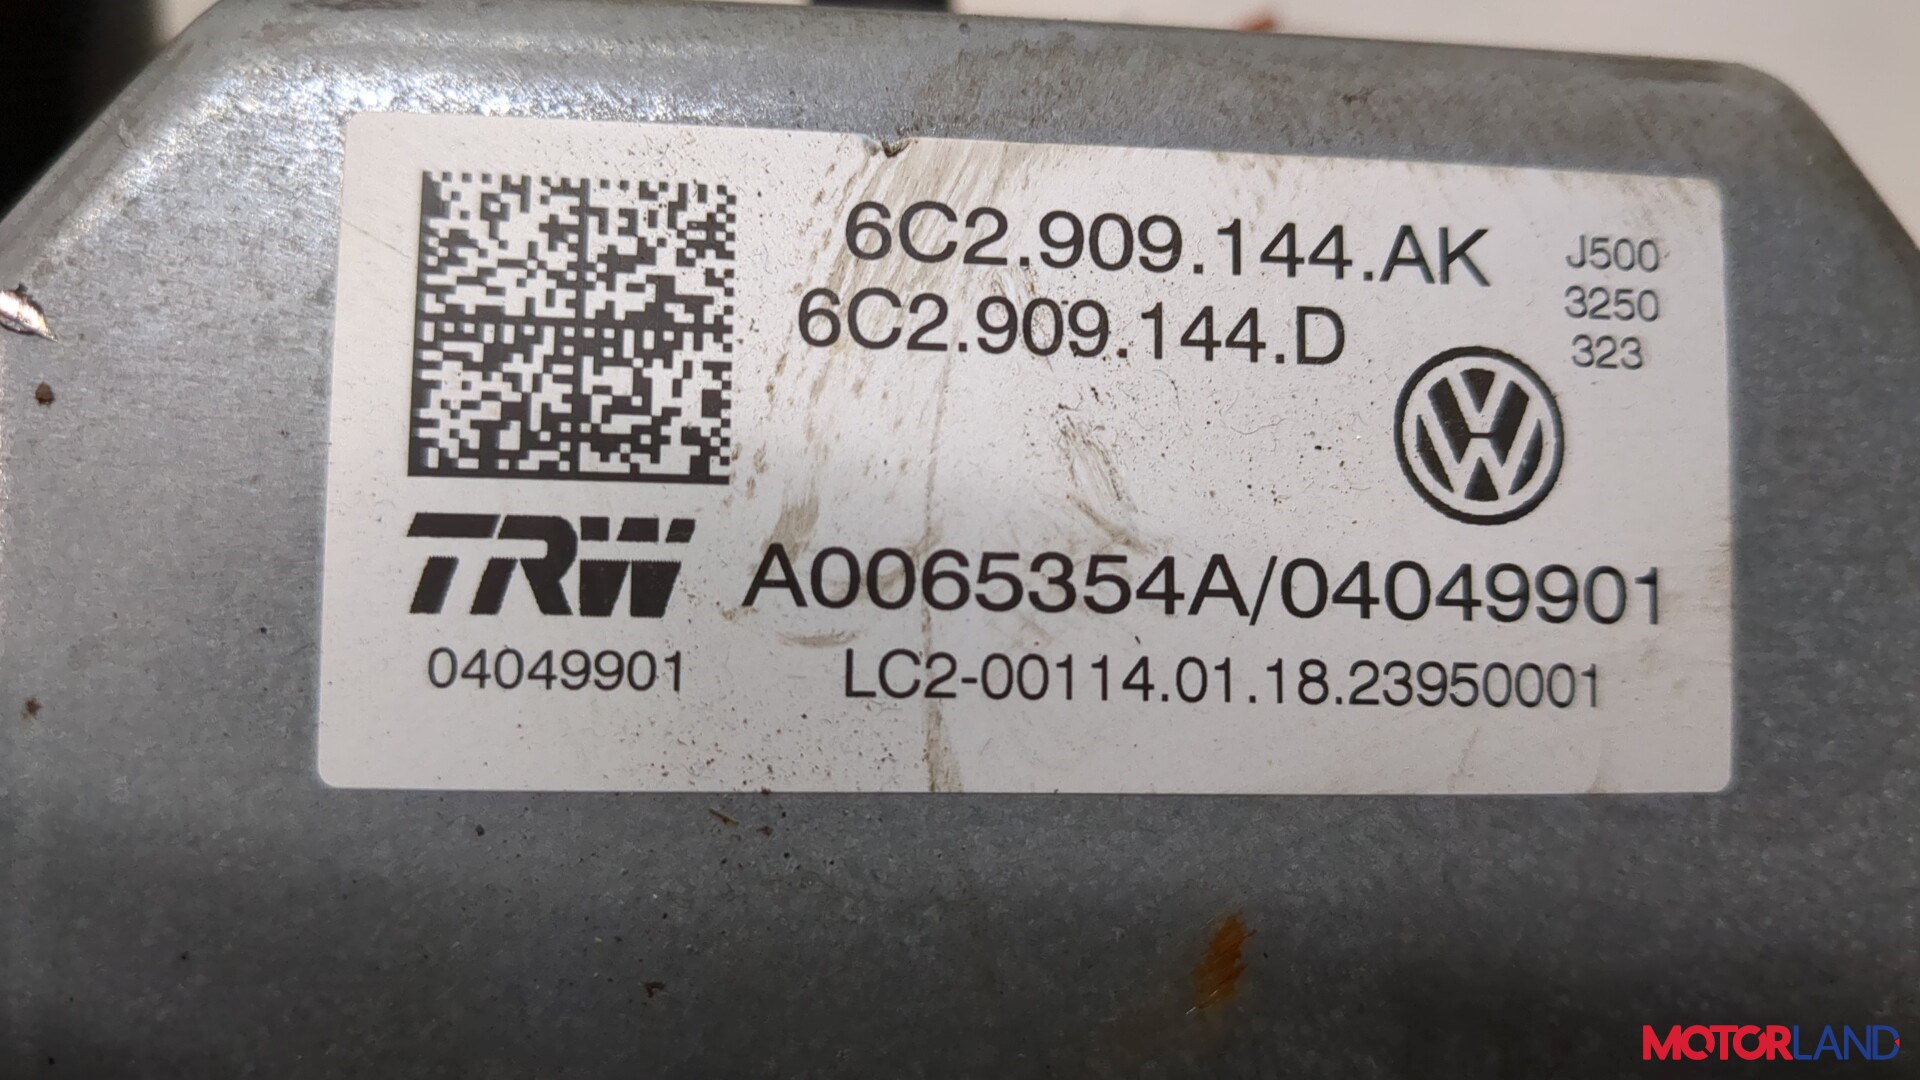 6C2.909.144.AK
6C2.909.144.D
J500
3250
323
TRW
A0065354A/04049901
04049901
LC2-00114.01.18.23950001
MOTORLAND